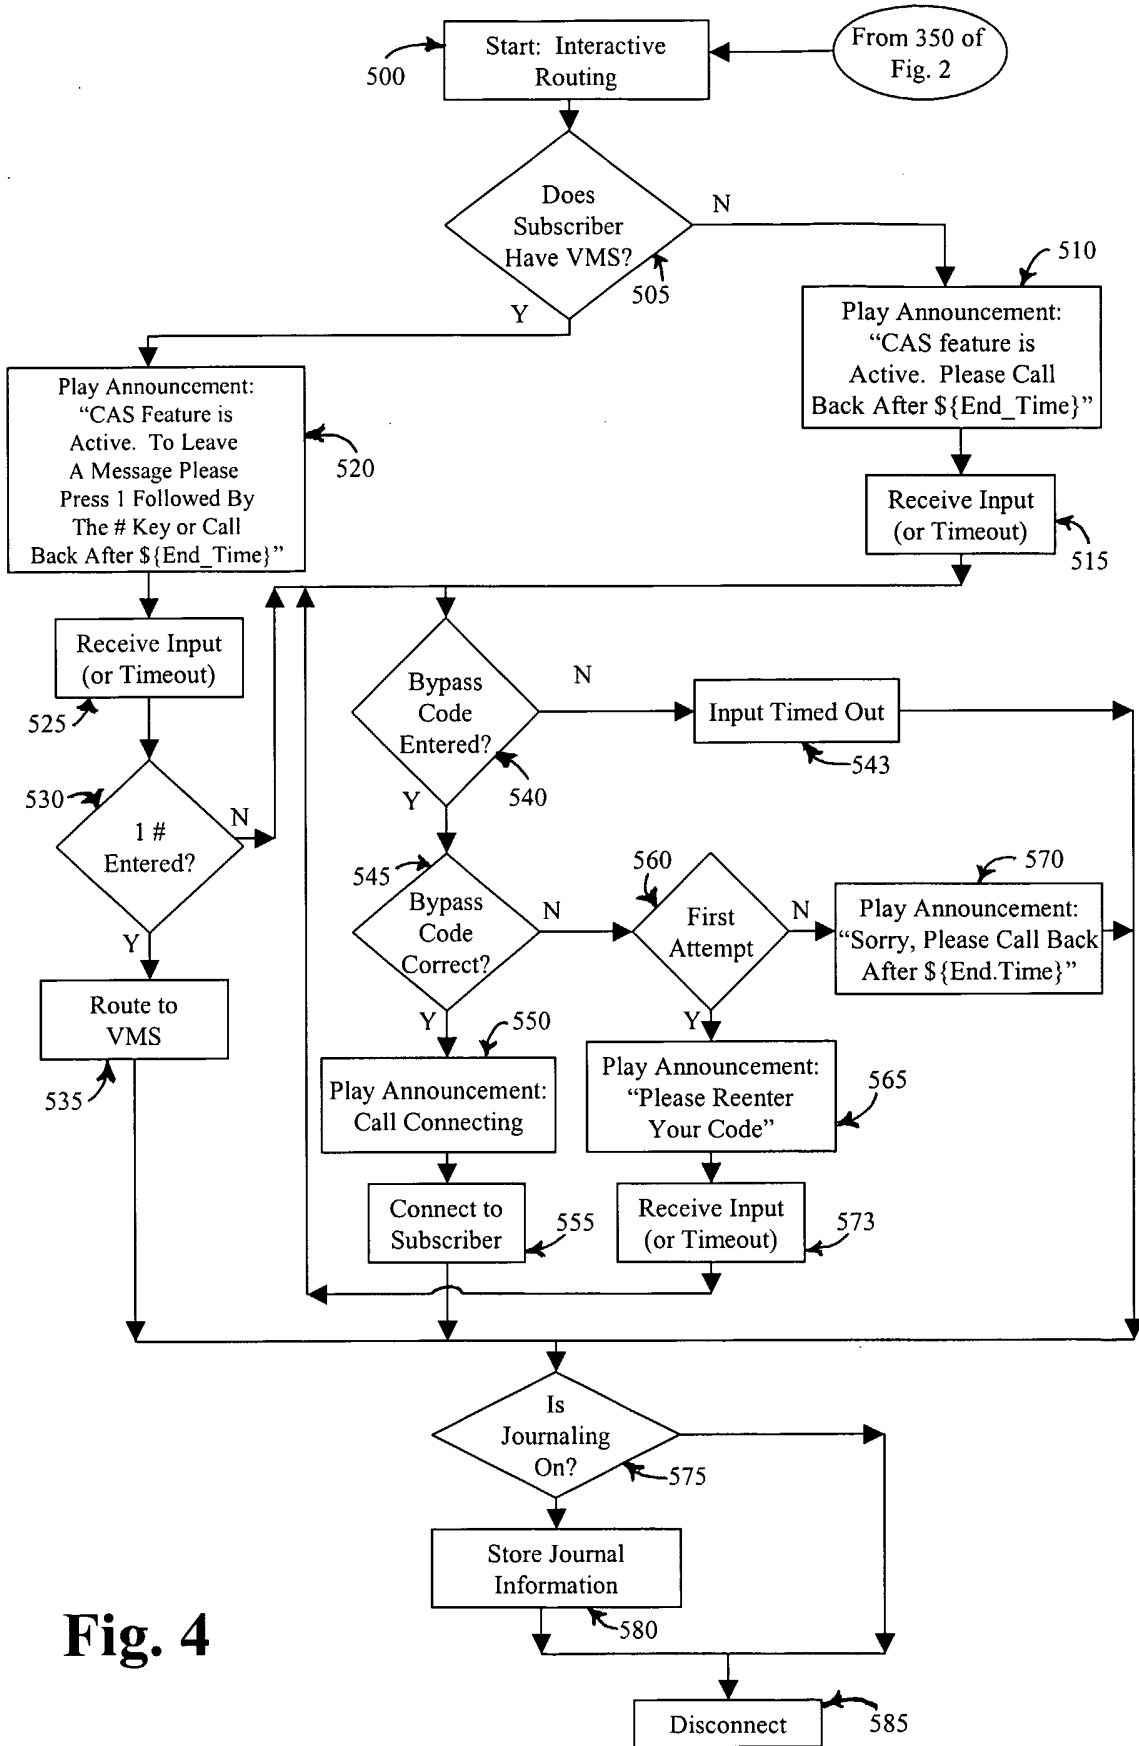 Start: Interactive
Routing
500
From 350 of
Fig. 2
Does
Subscriber
Have VMS?
505
N
Y
510
Play Announcement:
“CAS feature is
Active. Please Call
Back After ${End_Time}”
Receive Input
(or Timeout)
515
Play Announcement:
“CAS Feature is
Active. To Leave
A Message Please
Press 1 Followed By
The # Key or Call
Back After ${End_Time}”
520
Receive Input
(or Timeout)
525
530
1 #
Entered?
N
Y
Route to
VMS
535
Bypass
Code
Entered?
540
N
Y
Input Timed Out
543
545
Bypass
Code
Correct?
N
Y
560
First
Attempt
N
Y
570
Play Announcement:
“Sorry, Please Call Back
After ${End.Time}”
550
Play Announcement:
Call Connecting
Play Announcement:
“Please Reenter
Your Code”
565
Connect to
Subscriber
555
Receive Input
(or Timeout)
573
Is
Journaling
On?
575
Store Journal
Information
580
Disconnect
585
Fig. 4